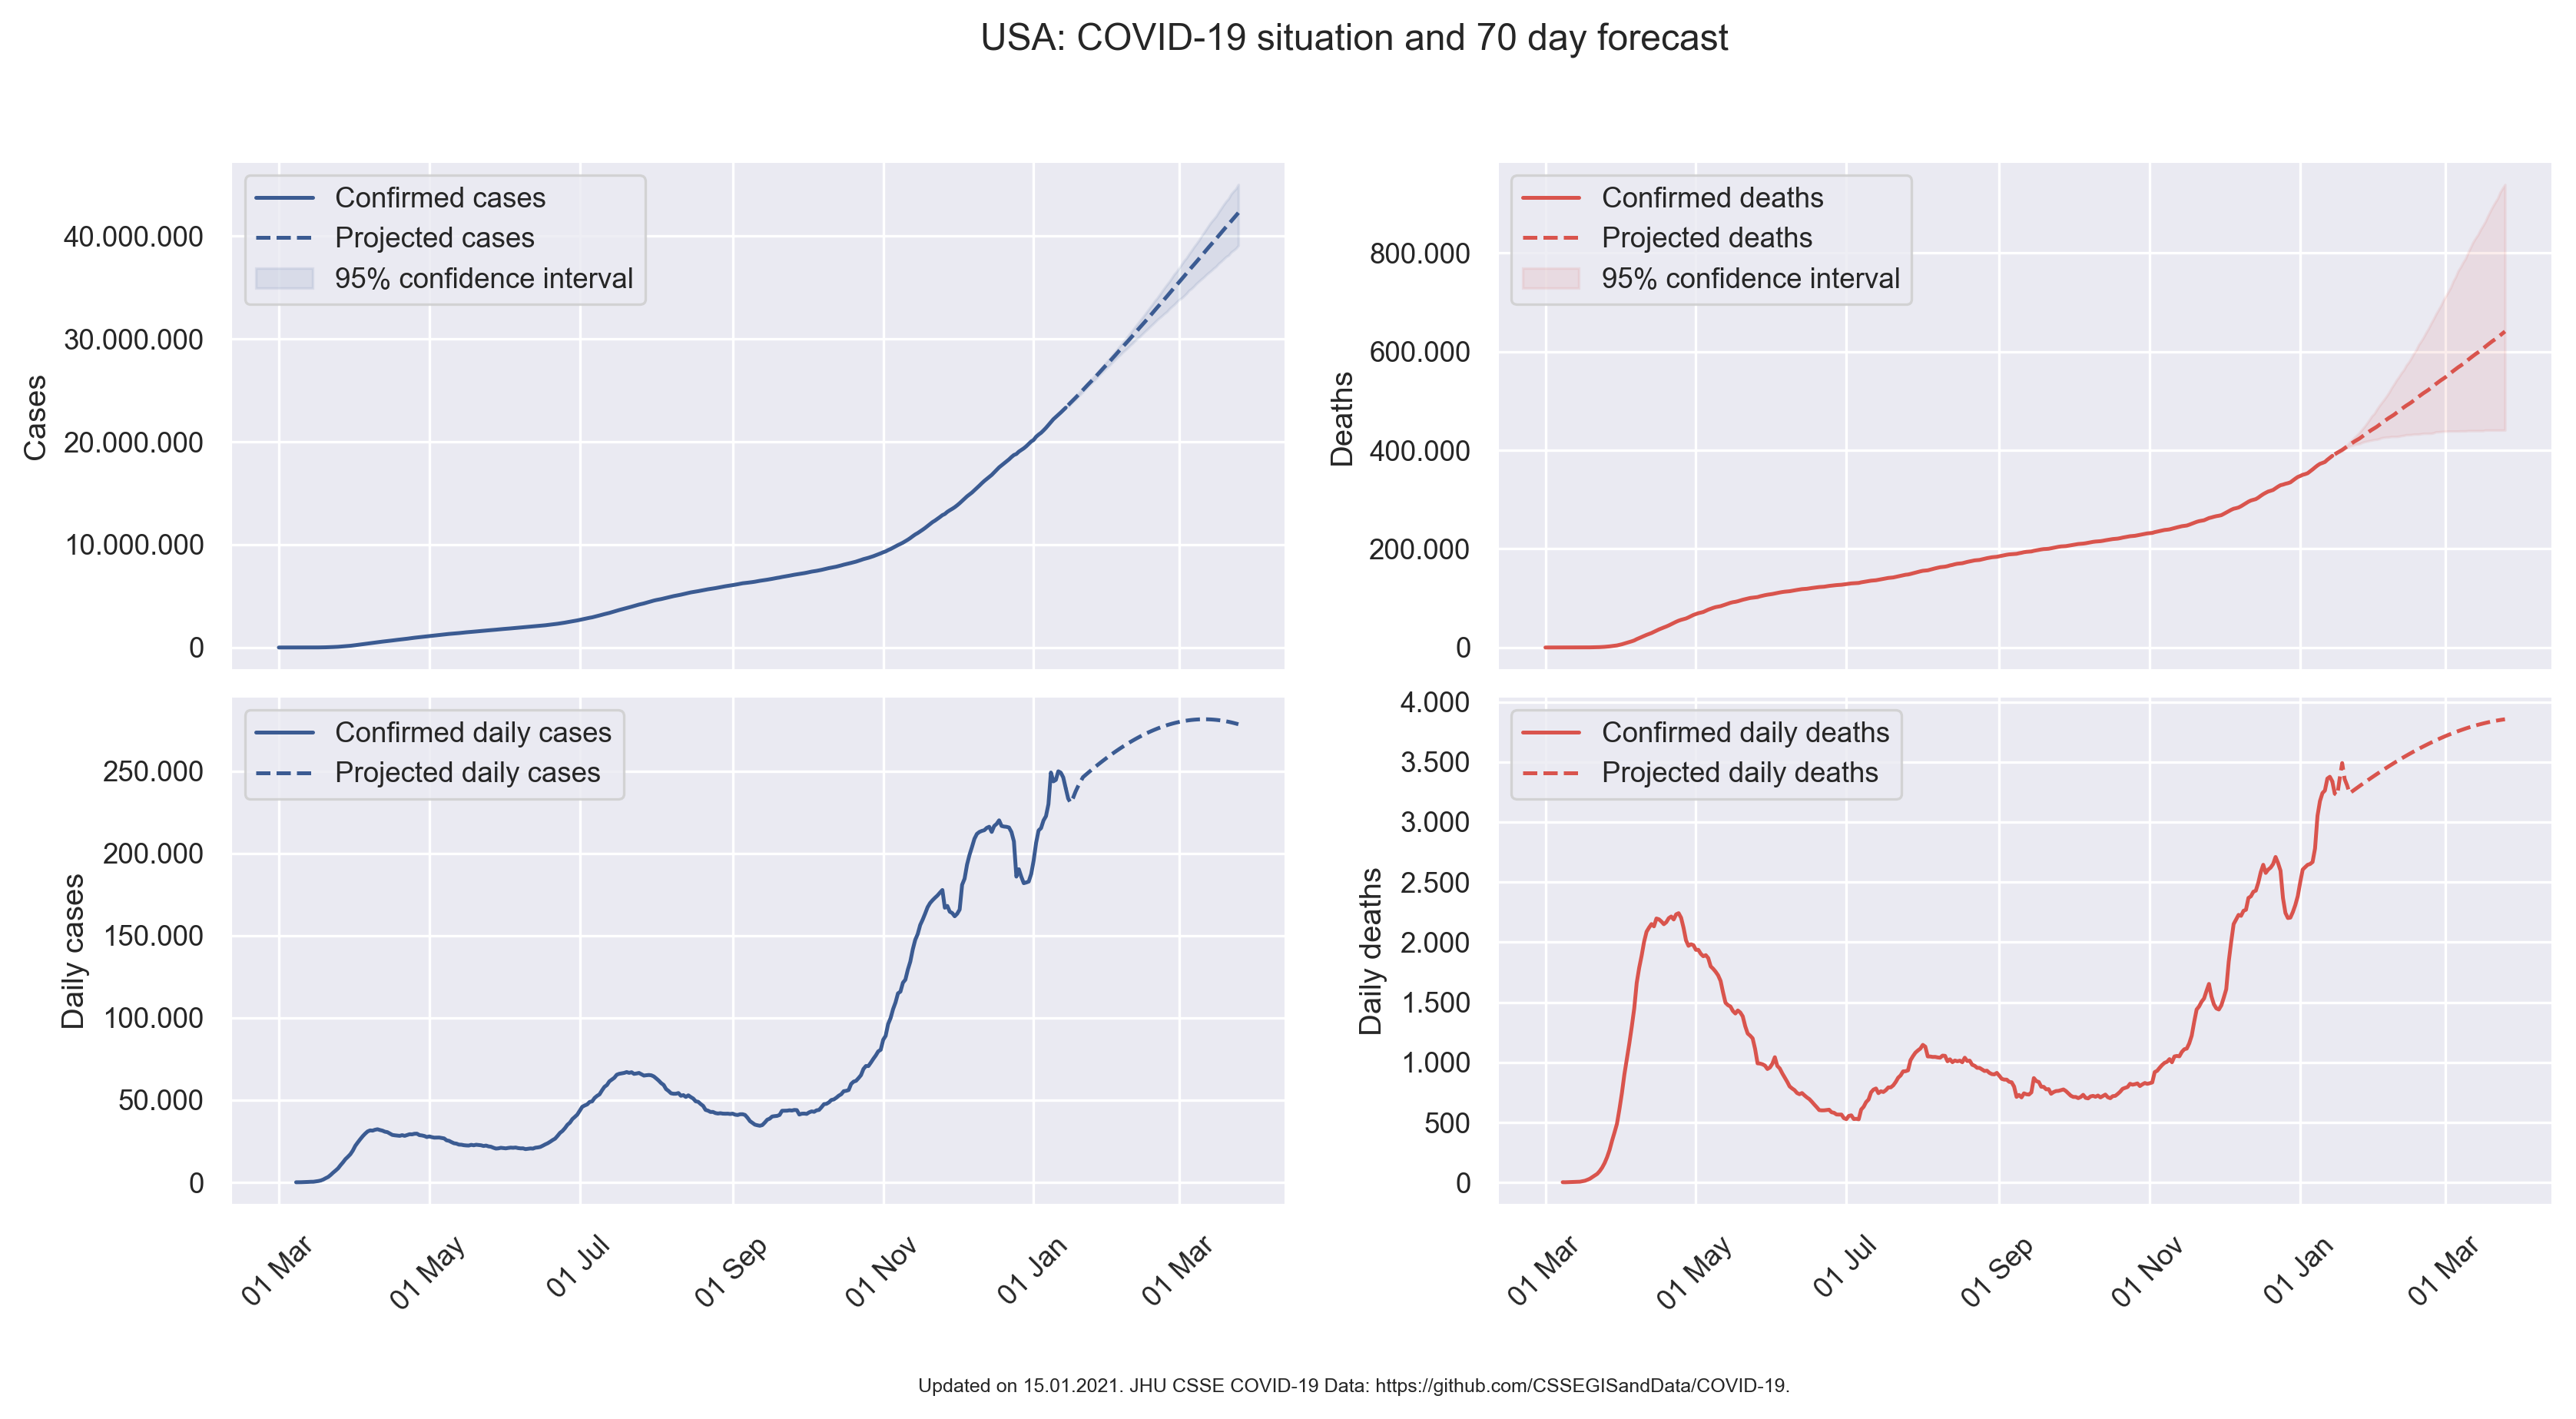 USA: COVID-19 situation and 70 day forecast
Confirmed cases
Projected cases
95% confidence interval
Cases
40.000.000
30.000.000
20.000.000
10.000.000
0
Confirmed deaths
Projected deaths
95% confidence interval
Deaths
800.000
600.000
400.000
200.000
0
Confirmed daily cases
Projected daily cases
Daily cases
250.000
200.000
150.000
100.000
50.000
0
01 Mar
01 May
01 Jul
01 Sep
01 Nov
01 Jan
01 Mar
Confirmed daily deaths
Projected daily deaths
Daily deaths
4.000
3.500
3.000
2.500
2.000
1.500
1.000
500
0
01 Mar
01 May
01 Jul
01 Sep
01 Nov
01 Jan
01 Mar
Updated on 15.01.2021. JHU CSSE COVID-19 Data: https://github.com/CSSEGISandData/COVID-19.